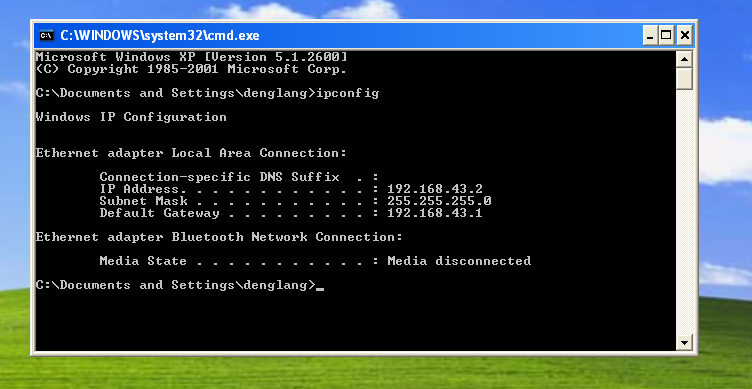 C:\WINDOWS\system32\cmd.exe
Microsoft Windows XP [Version 5.1.2600]
(C) Copyright 1985-2001 Microsoft Corp.
C:\Documents and Settings\denglang>ipconfig
Windows IP Configuration
Ethernet adapter Local Area Connection:
Connection-specific DNS Suffix  . :
IP Address. . . . . . . . . . . . : 192.168.43.2
Subnet Mask . . . . . . . . . . . : 255.255.255.0
Default Gateway . . . . . . . . . : 192.168.43.1
Ethernet adapter Bluetooth Network Connection:
Media State . . . . . . . . . . . : Media disconnected
C:\Documents and Settings\denglang>_